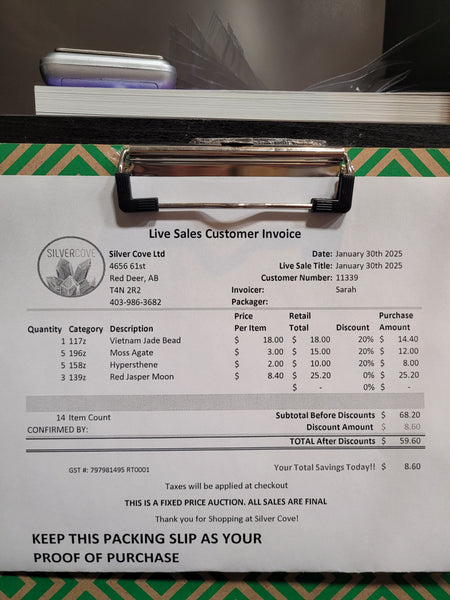 Live Sales Customer Invoice
SILVERCOVE
Silver Cove Ltd
4656 61st
Red Deer, AB
T4N 2R2
403-986-3682
Date: January 30th 2025
Live Sale Title: January 30th 2025
Customer Number: 11339
Invoicer: Sarah
Packager:
Quantity Category Description Price Per Item Retail Total Discount Purchase Amount
1 117z Vietnam Jade Bead $ 18.00 $ 18.00 20% $ 14.40
5 196z Moss Agate $ 3.00 $ 15.00 20% $ 12.00
5 158z Hypersthene $ 2.00 $ 10.00 20% $ 8.00
3 139z Red Jasper Moon $ 8.40 $ 25.20 0% $ 25.20
$ - 0% $ -
14 Item Count Subtotal Before Discounts $ 68.20
CONFIRMED BY: Discount Amount $ 8.60
TOTAL After Discounts $ 59.60
GST #: 797981495 RT0001 Your Total Savings Today!! $ 8.60
Taxes will be applied at checkout
THIS IS A FIXED PRICE AUCTION. ALL SALES ARE FINAL
Thank you for Shopping at Silver Cove!
KEEP THIS PACKING SLIP AS YOUR
PROOF OF PURCHASE